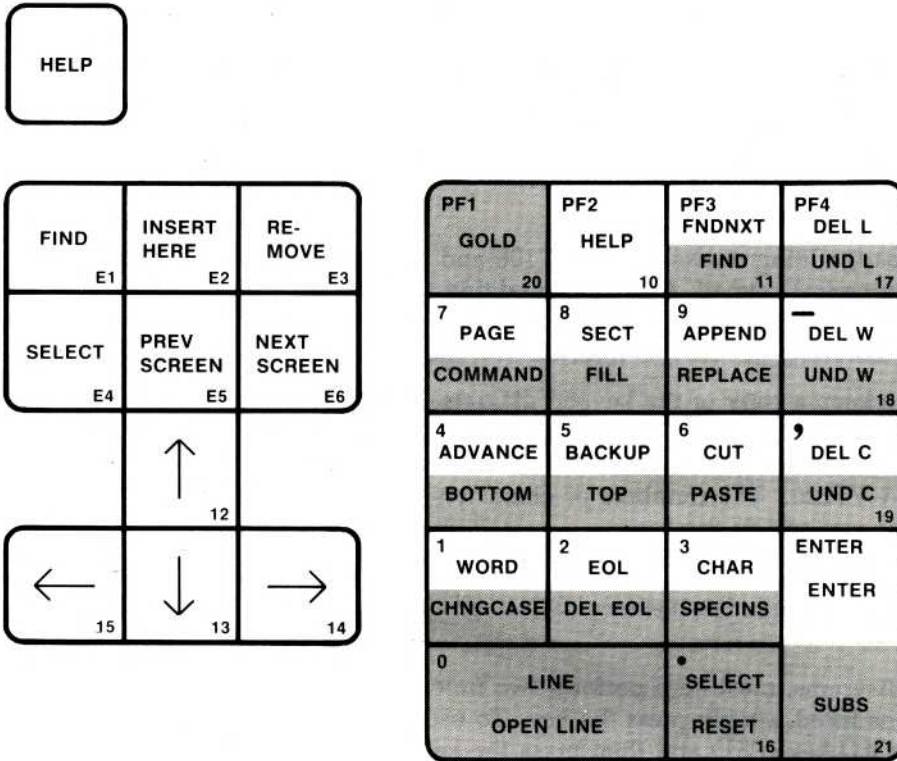 HELP
FIND
E1
INSERT
HERE
E2
RE-
MOVE
E3
SELECT
E4
PREV
SCREEN
E5
NEXT
SCREEN
E6
12
15
13
14
PF1
GOLD
20
PF2
HELP
10
PF3
FNDNXT
FIND
11
PF4
DEL L
UND L
17
7
PAGE
COMMAND
8
SECT
FILL
9
APPEND
REPLACE
–
DEL W
UND W
18
4
ADVANCE
BOTTOM
5
BACKUP
TOP
6
CUT
PASTE
,
DEL C
UND C
19
1
WORD
CHNGCASE
2
EOL
DEL EOL
3
CHAR
SPECINS
ENTER
ENTER
SUBS
21
0
LINE
OPEN LINE
.
SELECT
RESET
16